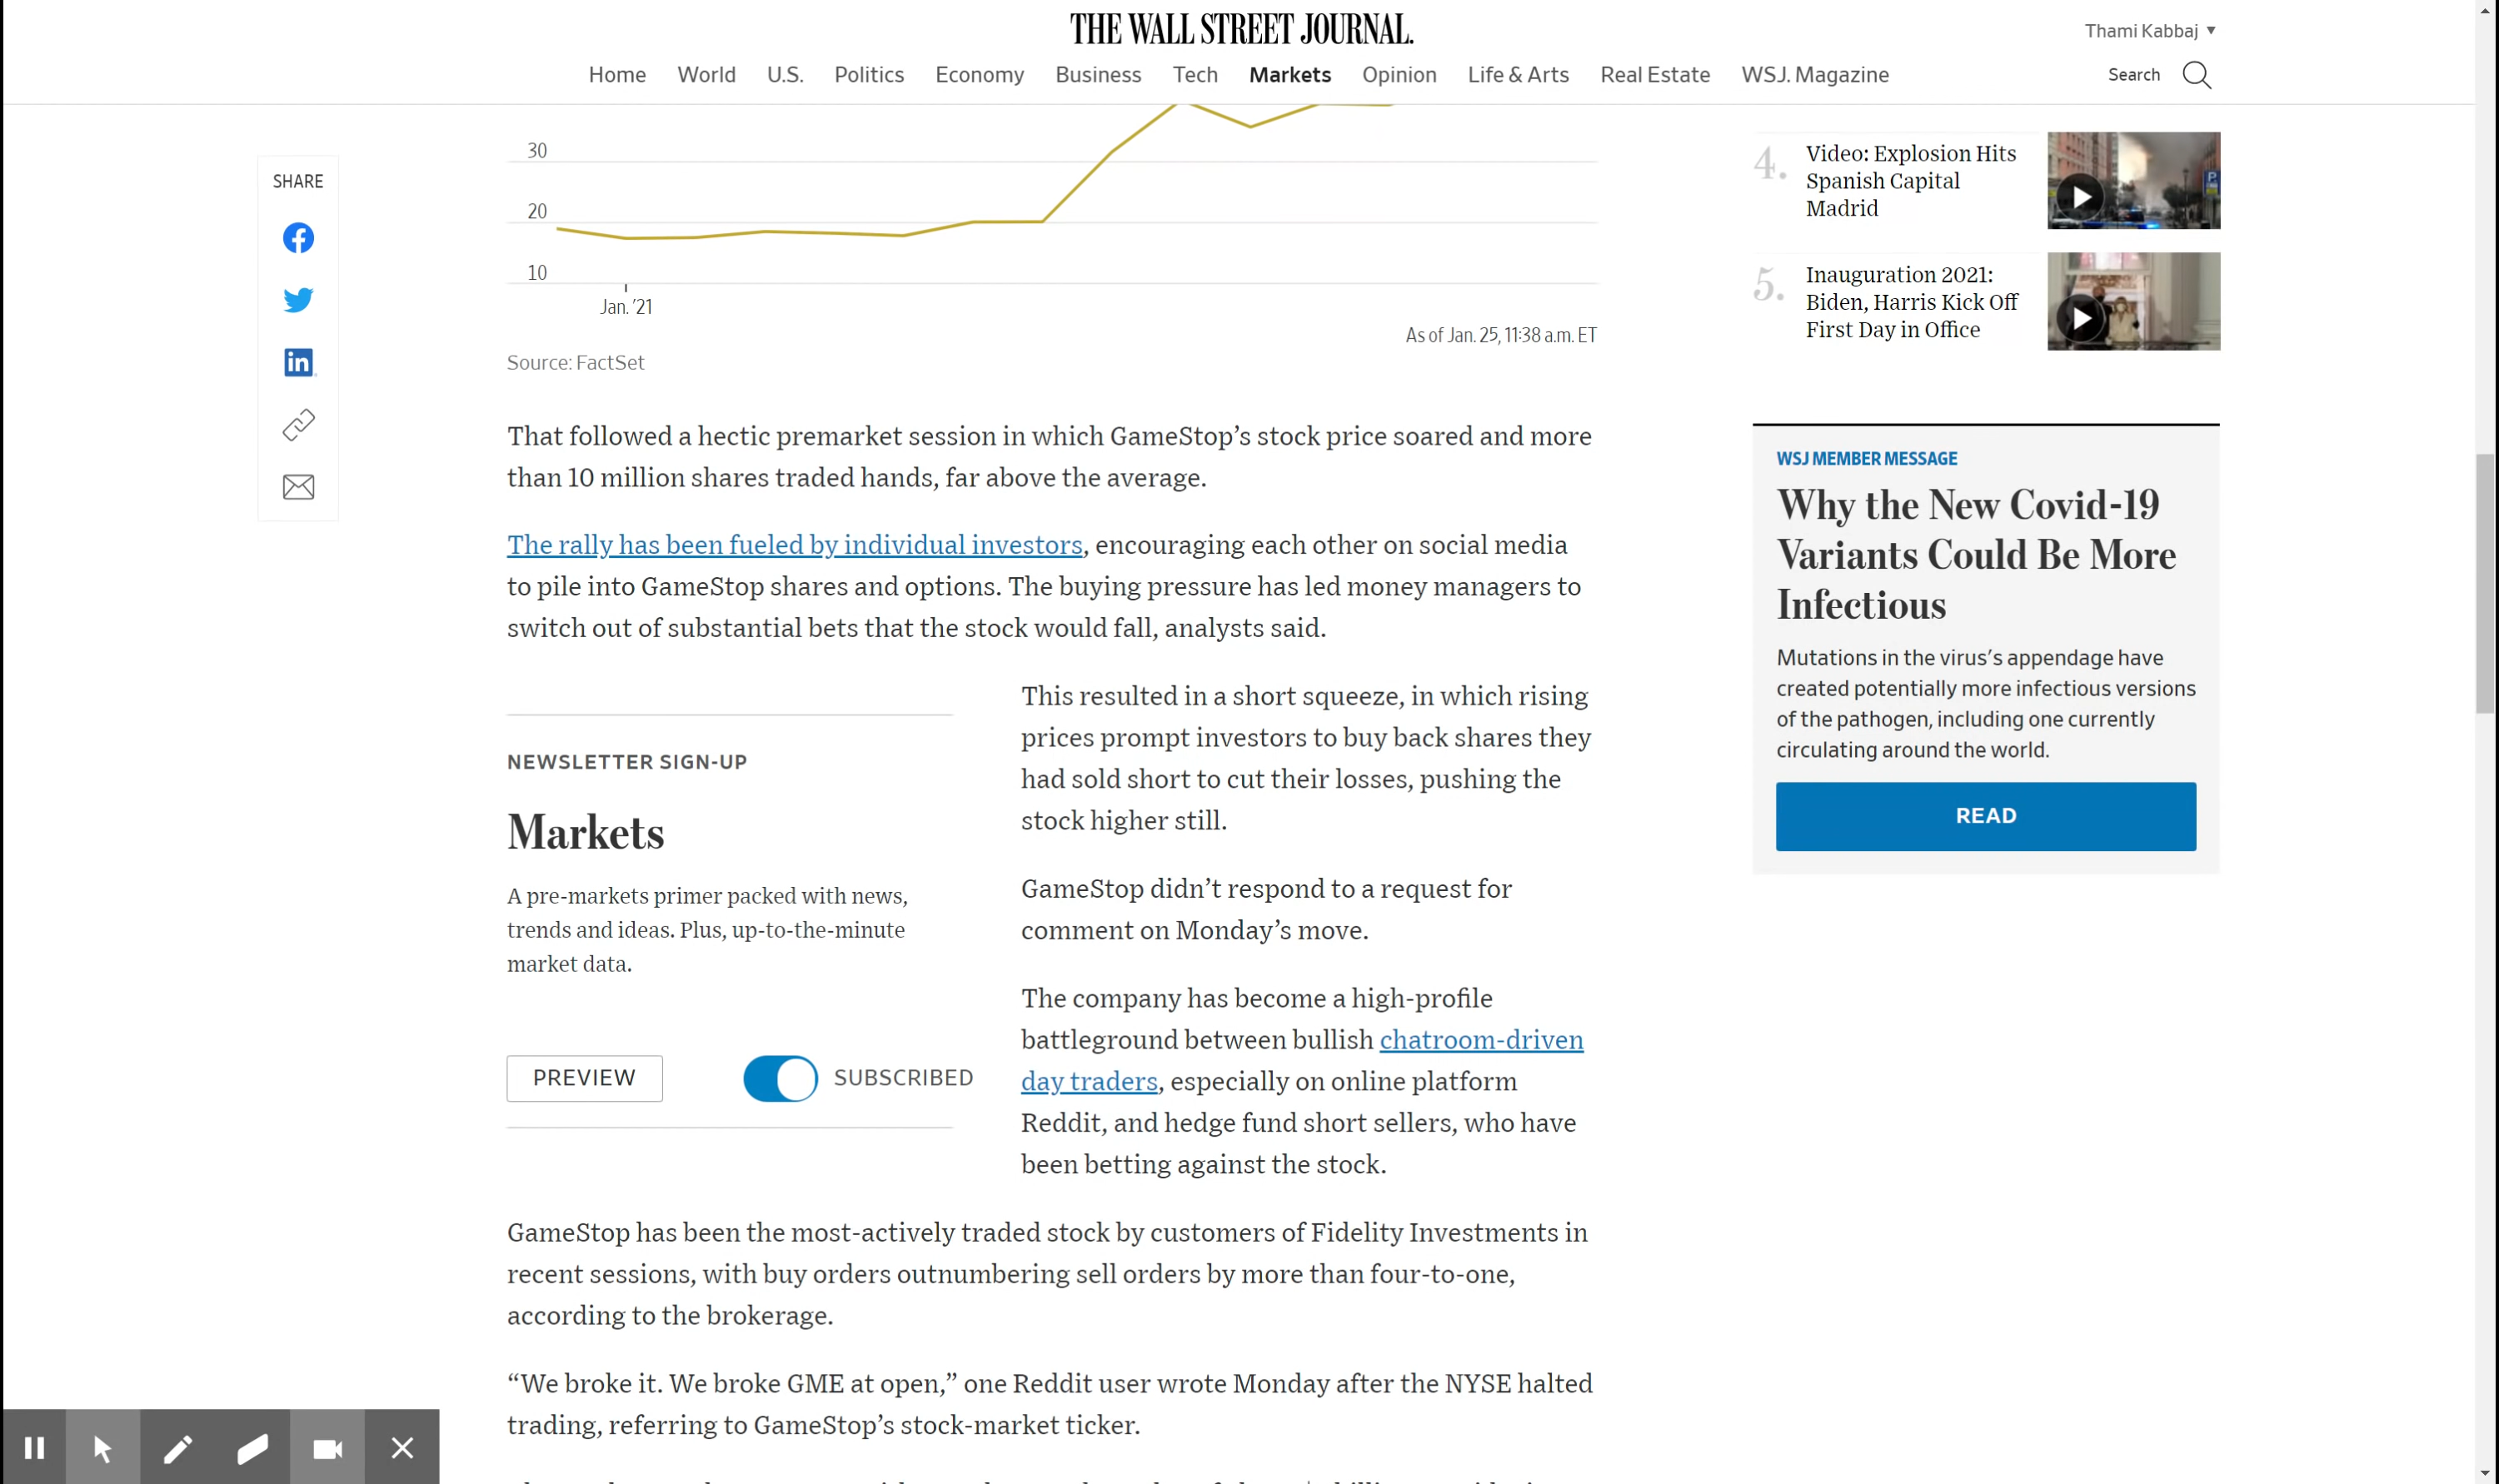 THE WALL STREET JOURNAL.
Thami Kabbaj ▼
Home World U.S. Politics Economy Business Tech Markets Opinion Life & Arts Real Estate WSJ. Magazine
Search
SHARE
30
20
10
Jan. '21
As of Jan. 25, 11:38 a.m. ET
Source: FactSet
That followed a hectic premarket session in which GameStop’s stock price soared and more
than 10 million shares traded hands, far above the average.
The rally has been fueled by individual investors, encouraging each other on social media
to pile into GameStop shares and options. The buying pressure has led money managers to
switch out of substantial bets that the stock would fall, analysts said.
NEWSLETTER SIGN-UP
Markets
A pre-markets primer packed with news,
trends and ideas. Plus, up-to-the-minute
market data.
PREVIEW
SUBSCRIBED
This resulted in a short squeeze, in which rising
prices prompt investors to buy back shares they
had sold short to cut their losses, pushing the
stock higher still.
GameStop didn’t respond to a request for
comment on Monday’s move.
The company has become a high-profile
battleground between bullish chatroom-driven
day traders, especially on online platform
Reddit, and hedge fund short sellers, who have
been betting against the stock.
GameStop has been the most-actively traded stock by customers of Fidelity Investments in
recent sessions, with buy orders outnumbering sell orders by more than four-to-one,
according to the brokerage.
“We broke it. We broke GME at open,” one Reddit user wrote Monday after the NYSE halted
trading, referring to GameStop’s stock-market ticker.
4.
Video: Explosion Hits
Spanish Capital
Madrid
P
5.
Inauguration 2021:
Biden, Harris Kick Off
First Day in Office
WSJ MEMBER MESSAGE
Why the New Covid-19
Variants Could Be More
Infectious
Mutations in the virus’s appendage have
created potentially more infectious versions
of the pathogen, including one currently
circulating around the world.
READ